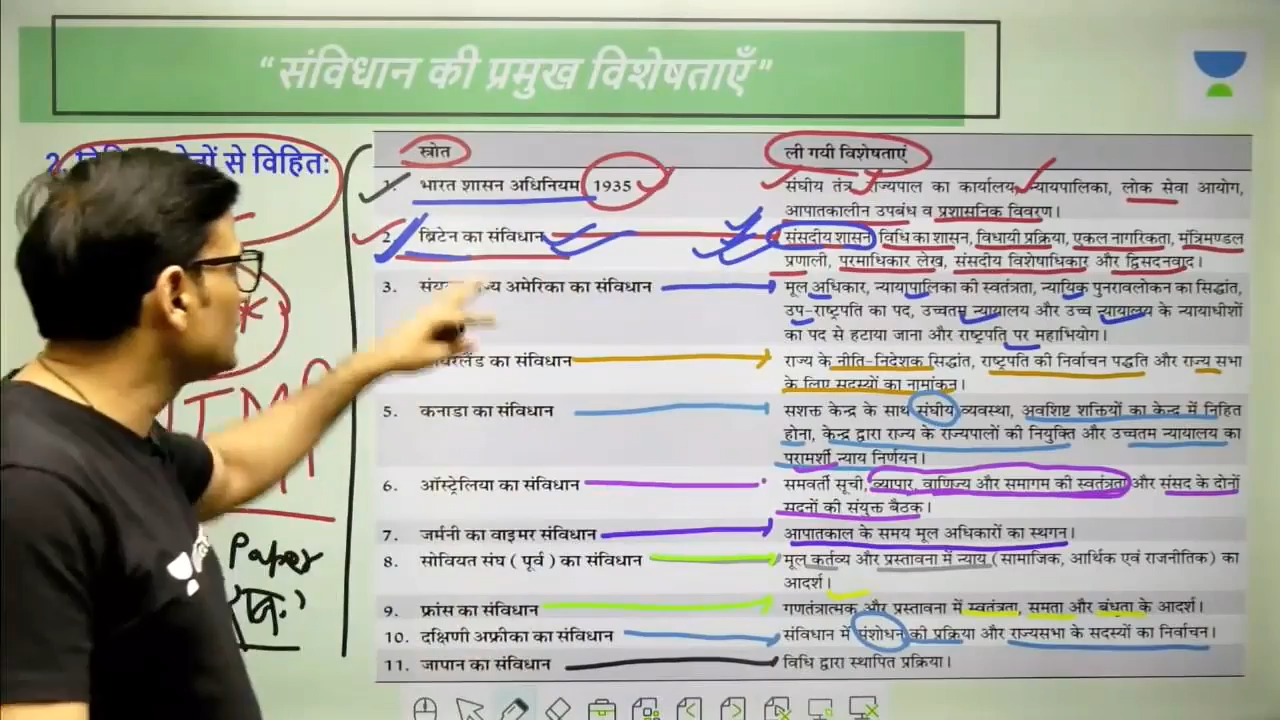 “संविधान की प्रमुख विशेषताएँ”
2. से विहितः
स्त्रोत ली गयी विशेषताएं
1. भारत शासन अधिनियम 1935 संघीय तंत्र, राज्यपाल का कार्यालय, न्यायपालिका, लोक सेवा आयोग,
आपातकालीन उपबंध व प्रशासनिक विवरण।
2. ब्रिटेन का संविधान संसदीय शासन, विधि का शासन, विधायी प्रक्रिया, एकल नागरिकता, मंत्रिमण्डल
प्रणाली, परमाधिकार लेख, संसदीय विशेषाधिकार और द्विसदनवाद।
3. अमेरिका का संविधान मूल अधिकार, न्यायपालिका की स्वतंत्रता, न्यायिक पुनरावलोकन का सिद्धांत,
उप-राष्ट्रपति का पद, उच्चतम न्यायालय और उच्च न्यायालय के न्यायाधीशों
का पद से हटाया जाना और राष्ट्रपति पर महाभियोग।
का संविधान राज्य के नीति-निदेशक सिद्धांत, राष्ट्रपति की निर्वाचन पद्धति और राज्य सभा
के लिए सदस्यों का नामांकन।
5. कनाडा का संविधान सशक्त केन्द्र के साथ संघीय व्यवस्था, अवशिष्ट शक्तियों का केन्द्र में निहित
होना, केन्द्र द्वारा राज्य के राज्यपालों की नियुक्ति और उच्चतम न्यायालय का
परामर्शी न्याय निर्णयन।
6. ऑस्ट्रेलिया का संविधान समवर्ती सूची, व्यापार, वाणिज्य और समागम की स्वतंत्रता और संसद के दोनों
सदनों की संयुक्त बैठक।
7. जर्मनी का वाइमर संविधान आपातकाल के समय मूल अधिकारों का स्थगन।
8. सोवियत संघ ( पूर्व ) का संविधान मूल कर्तव्य और प्रस्तावना में न्याय (सामाजिक, आर्थिक एवं राजनीतिक) का
आदर्श।
9. फ्रांस का संविधान गणतंत्रात्मक और प्रस्तावना में स्वतंत्रता, समता और बंधुता के आदर्श।
10. दक्षिणी अफ्रीका का संविधान संविधान में संशोधन की प्रक्रिया और राज्यसभा के सदस्यों का निर्वाचन।
11. जापान का संविधान विधि द्वारा स्थापित प्रक्रिया।
Paper